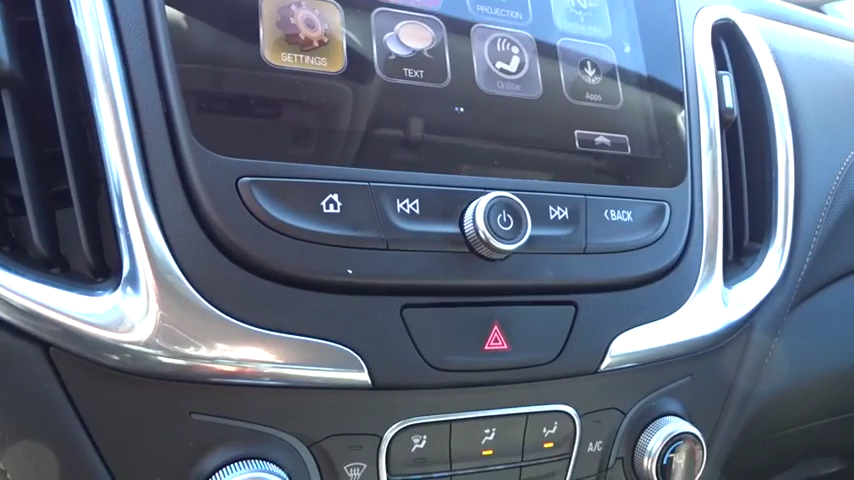 PROJECTION
SETTINGS
TEXT
OnStar
Apps
BACK
A/C